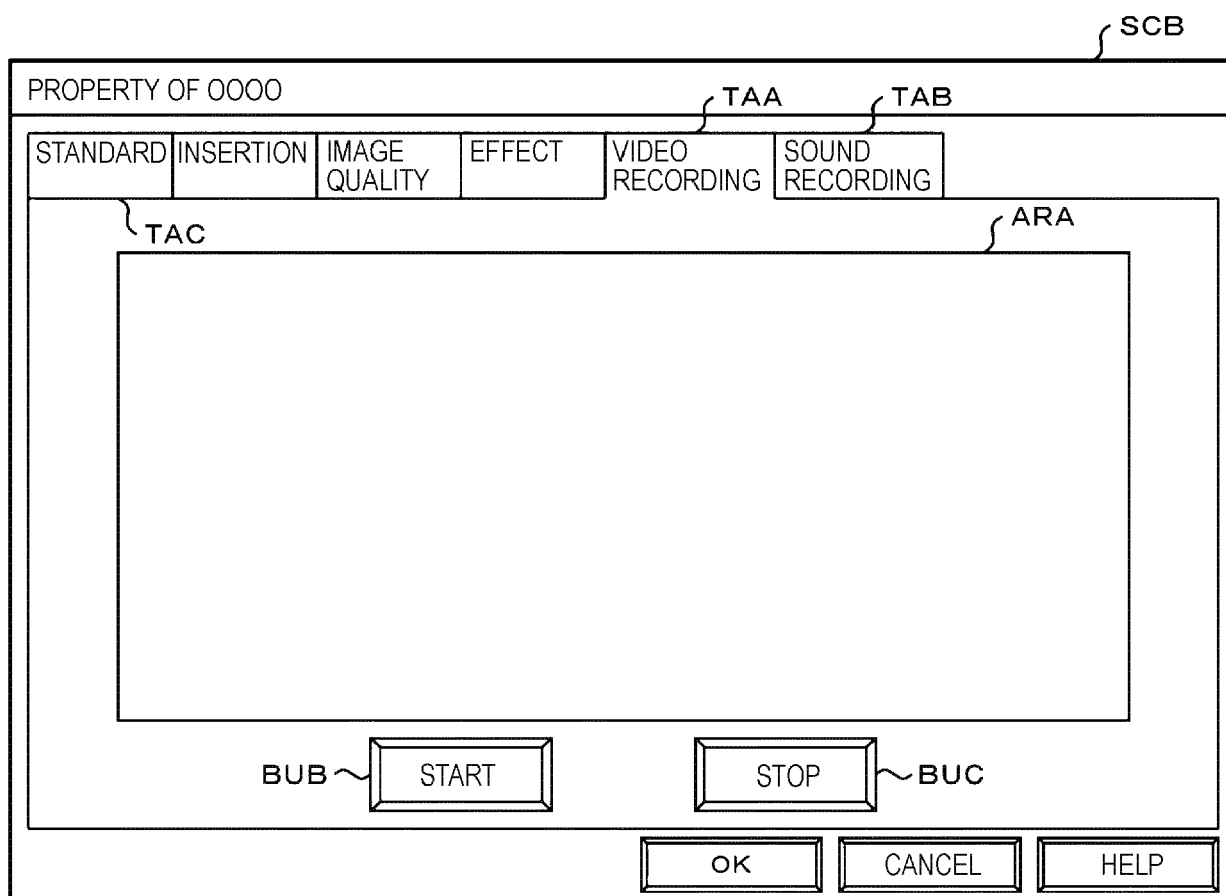 SCB
PROPERTY OF OOOO
TAA
TAB
STANDARD
INSERTION
IMAGE
QUALITY
EFFECT
VIDEO
RECORDING
SOUND
RECORDING
TAC
ARA
BUB
START
STOP
BUC
OK
CANCEL
HELP